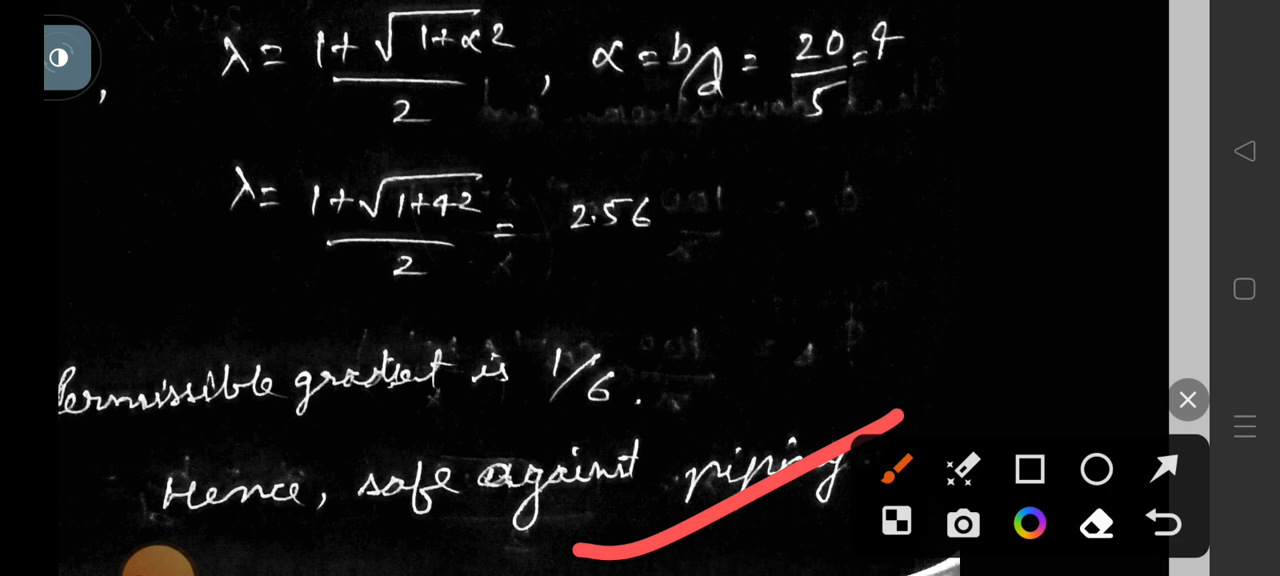 , λ = 1+√1+α2 / 2 , α = b/d = 20/5 = 4
λ = 1+√1+42 / 2 = 2.56
Permissible gradient is 1/6.
Hence, safe against piping